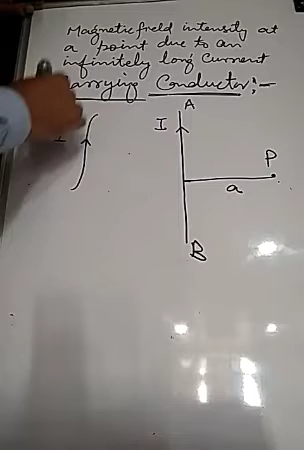 Magnetic field intensity at
a point due to an
infinitely long Current
Carrying Conductor:-
A
I
I
P
a
B